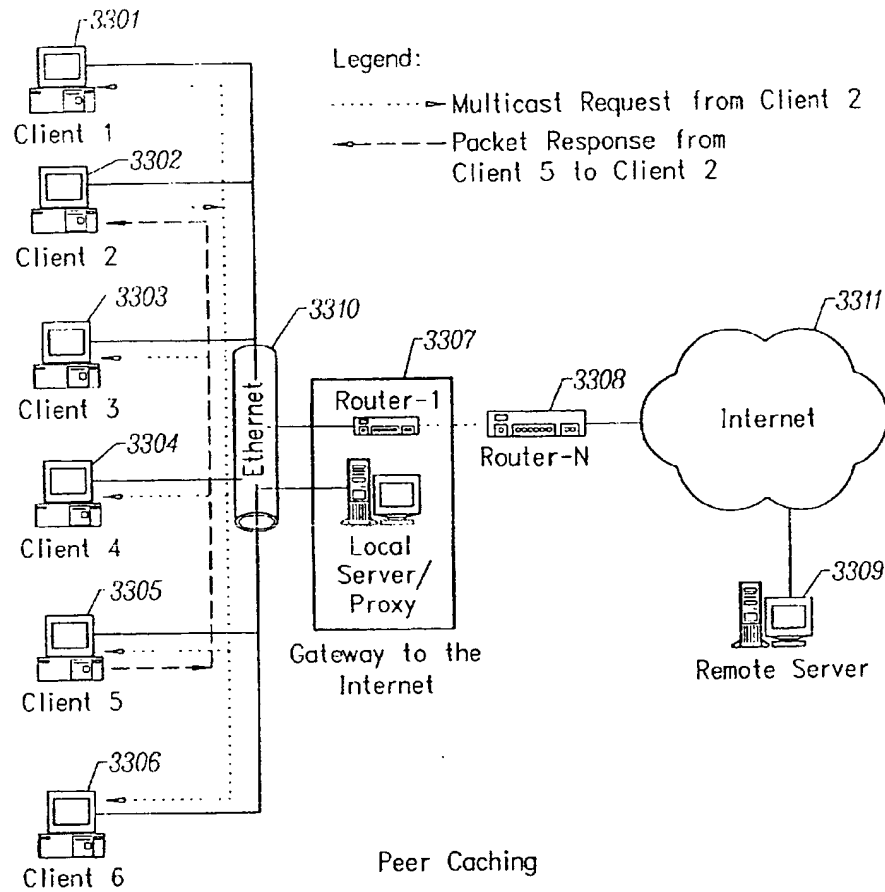 3301
Client 1
Legend:
Multicast Request from Client 2
Packet Response from
Client 5 to Client 2
3302
Client 2
3303
Client 3
3310
Ethernet
3307
Router-1
3308
Router-N
3311
Internet
3304
Client 4
Local
Server/
Proxy
Gateway to the
Internet
3309
Remote Server
3305
Client 5
3306
Client 6
Peer Caching